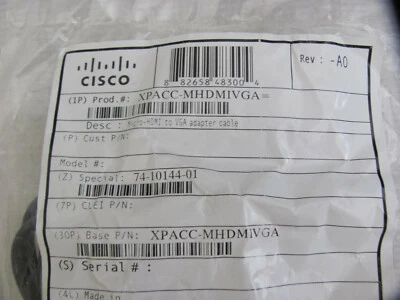 CISCO
8 82658 48300 4
Rev: -A0
(1P) Prod.#: XPACC-MHDMIVGA=
Desc : Micro-HDMI to VGA adapter cable
(P) Cust P/N:
Model #:
(Z) Special: 74-10144-01
(7P) CLEI P/N:
(30P) Base P/N: XPACC-MHDMIVGA
(S) Serial # :
(4L) Made in